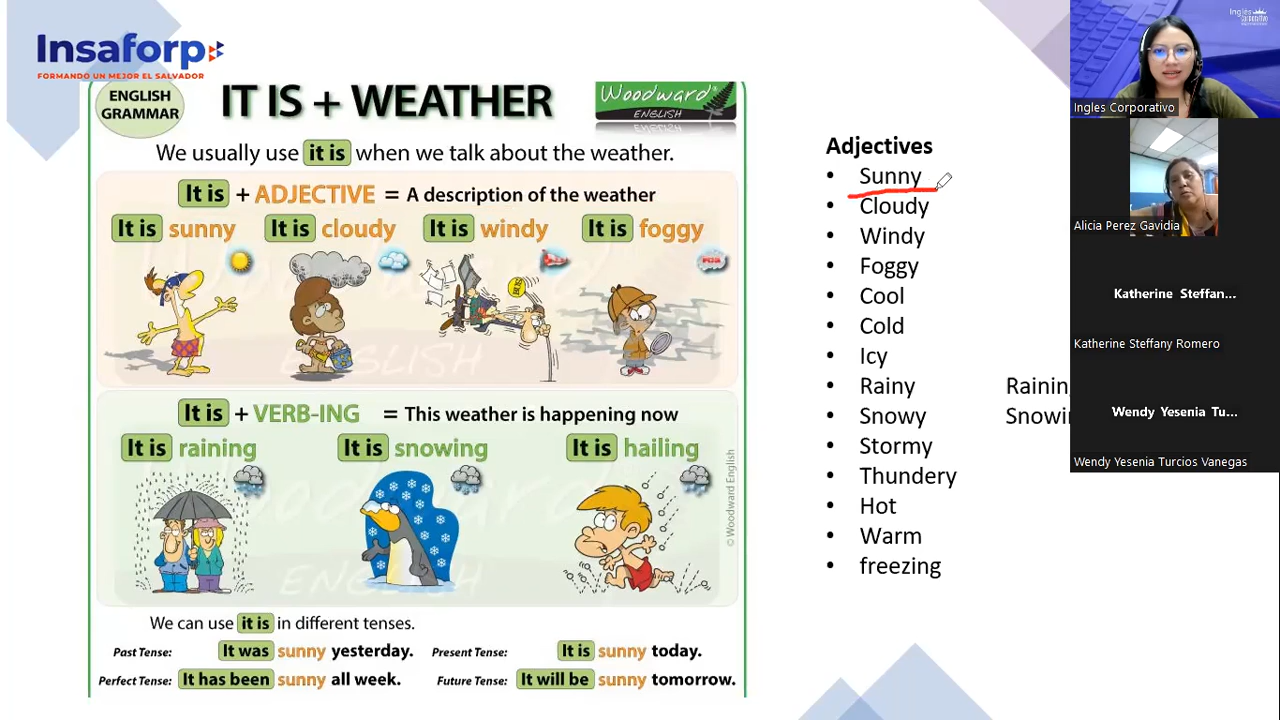 Insaforp
FORMANDO UN MEJOR EL SALVADOR
ENGLISH
GRAMMAR
IT IS + WEATHER
Woodward®
ENGLISH
We usually use it is when we talk about the weather.
It is + ADJECTIVE = A description of the weather
It is sunny It is cloudy It is windy It is foggy
It is + VERB-ING = This weather is happening now
It is raining It is snowing It is hailing
© Woodward English
We can use it is in different tenses.
Past Tense: It was sunny yesterday. Present Tense: It is sunny today.
Perfect Tense: It has been sunny all week. Future Tense: It will be sunny tomorrow.
Adjectives
• Sunny
• Cloudy
• Windy
• Foggy
• Cool
• Cold
• Icy
• Rainy Rainin
• Snowy Snowin
• Stormy
• Thundery
• Hot
• Warm
• freezing
Ingles Corporativo
Alicia Perez Gavidia
Katherine Steffan...
Katherine Steffany Romero
Wendy Yesenia Tu...
Wendy Yesenia Turcios Vanegas